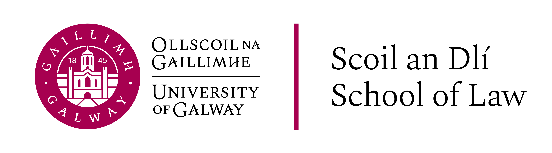 GAILLIMH
18 45
GALWAY
OLLSCOIL NA
GAILLIMHE
UNIVERSITY
OF GALWAY
Scoil an Dlí
School of Law